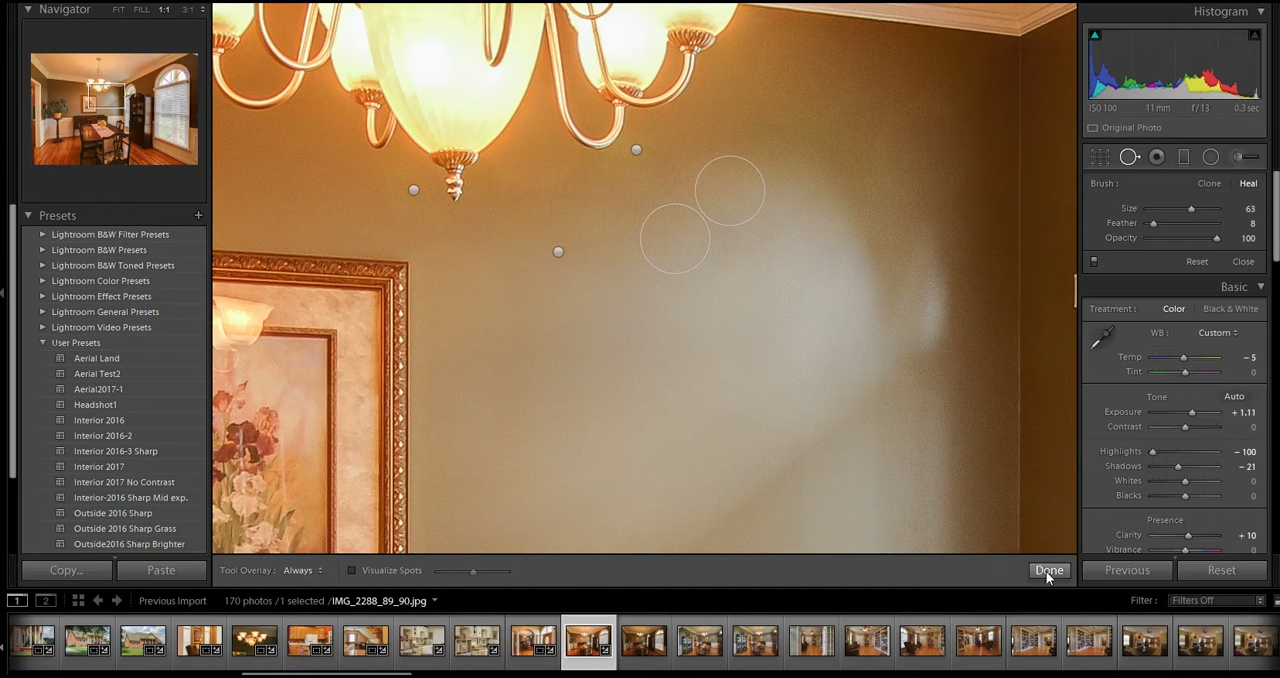 Navigator FIT FILL 1:1 3:1
Presets +
Lightroom B&W Filter Presets
Lightroom B&W Presets
Lightroom B&W Toned Presets
Lightroom Color Presets
Lightroom Effect Presets
Lightroom General Presets
Lightroom Video Presets
User Presets
Aerial Land
Aerial Test2
Aerial2017-1
Headshot1
Interior 2016
Interior 2016-2
Interior 2016-3 Sharp
Interior 2017
Interior 2017 No Contrast
Interior-2016 Sharp Mid exp.
Outside 2016 Sharp
Outside 2016 Sharp Grass
Outside2016 Sharp Brighter
Copy... Paste
Tool Overlay : Always Visualize Spots Done
Histogram
ISO 100 11 mm f / 13 0.3 sec
Original Photo
Brush : Clone Heal
Size 63
Feather 8
Opacity 100
Reset Close
Basic
Treatment : Color Black & White
WB : Custom
Temp – 5
Tint 0
Tone Auto
Exposure + 1.11
Contrast 0
Highlights – 100
Shadows – 21
Whites 0
Blacks 0
Presence
Clarity + 10
Vibrance 0
Previous Reset
1 2 Previous Import 170 photos /1 selected /IMG_2288_89_90.jpg Filter : Filters Off